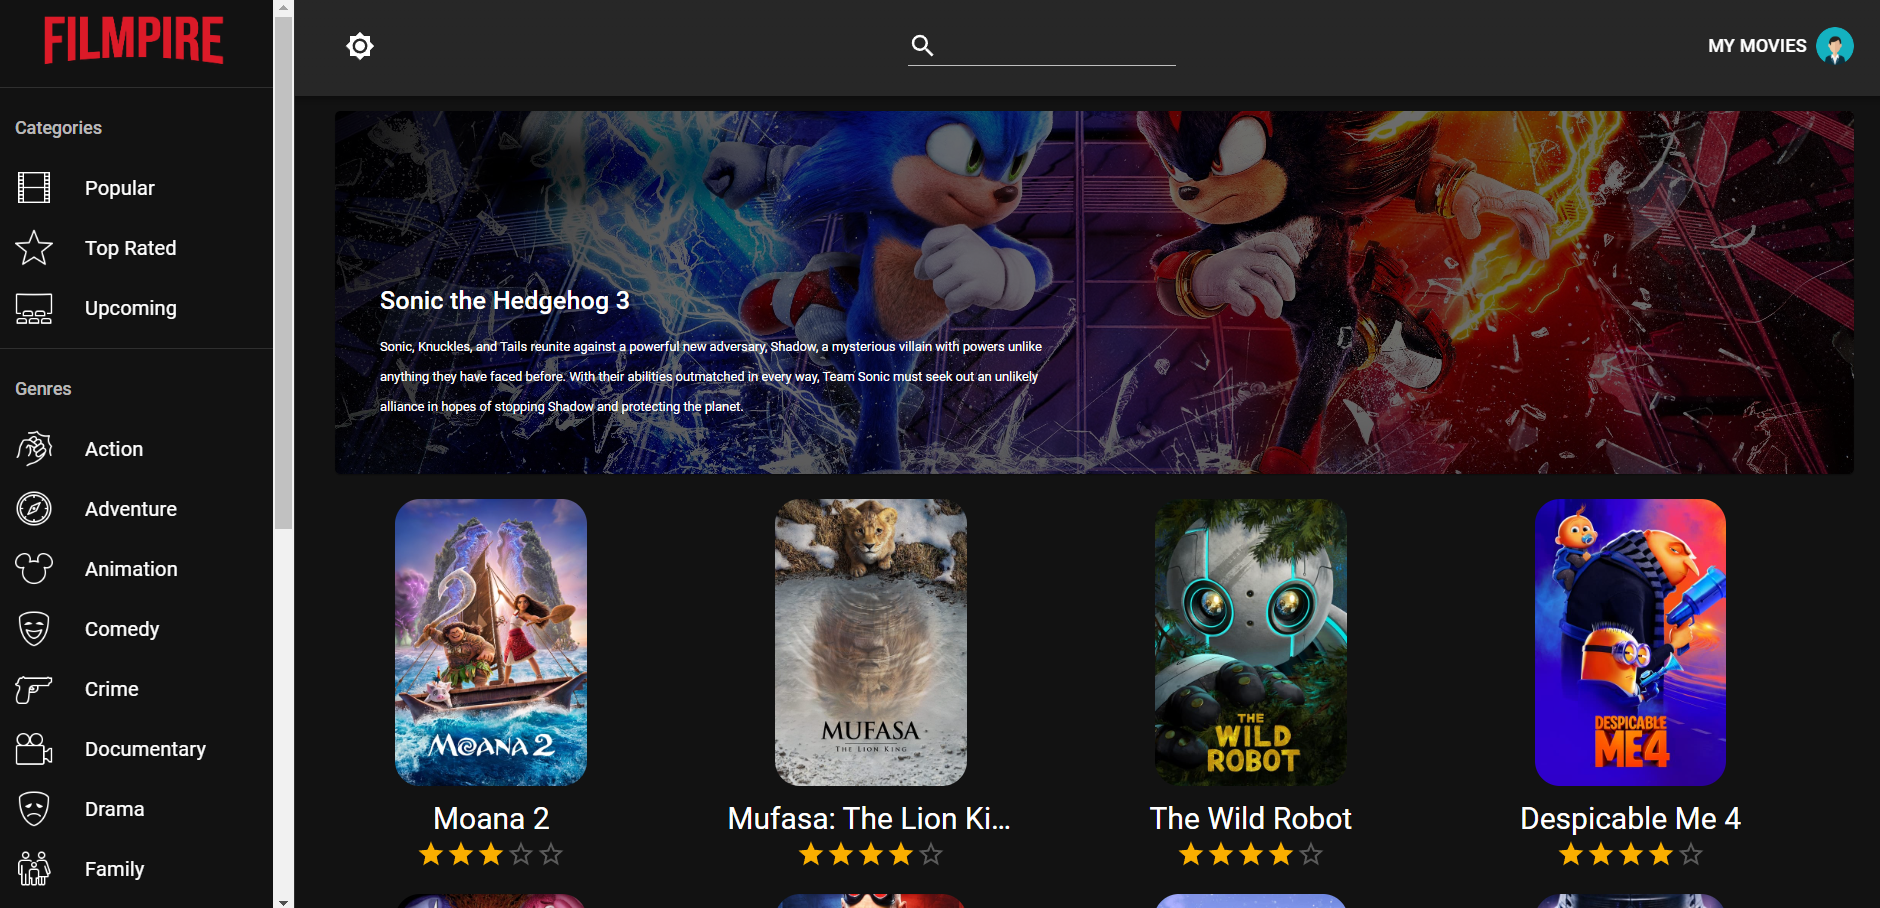 FILMPIRE
MY MOVIES
Categories
Popular
Top Rated
Upcoming
Genres
Action
Adventure
Animation
Comedy
Crime
Documentary
Drama
Family
Sonic the Hedgehog 3
Sonic, Knuckles, and Tails reunite against a powerful new adversary, Shadow, a mysterious villain with powers unlike
anything they have faced before. With their abilities outmatched in every way, Team Sonic must seek out an unlikely
alliance in hopes of stopping Shadow and protecting the planet.
MOANA 2
MUFASA
THE LION KING
THE
WILD
ROBOT
DESPICABLE
ME4
Moana 2
Mufasa: The Lion Ki...
The Wild Robot
Despicable Me 4